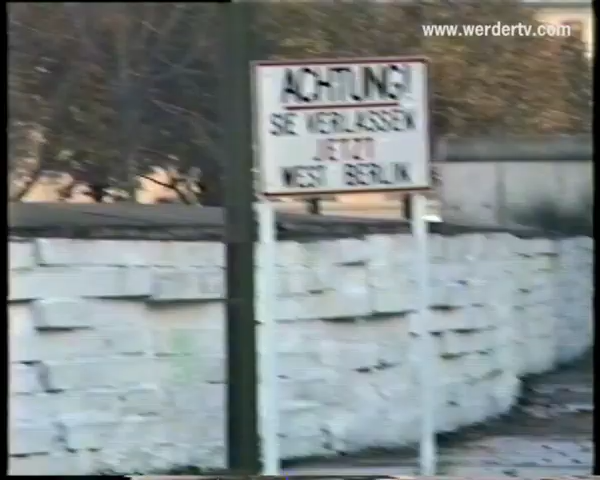 www.werdertv.com
ACHTUNG!
SIE VERLASSEN
JETZT
WEST BERLIN